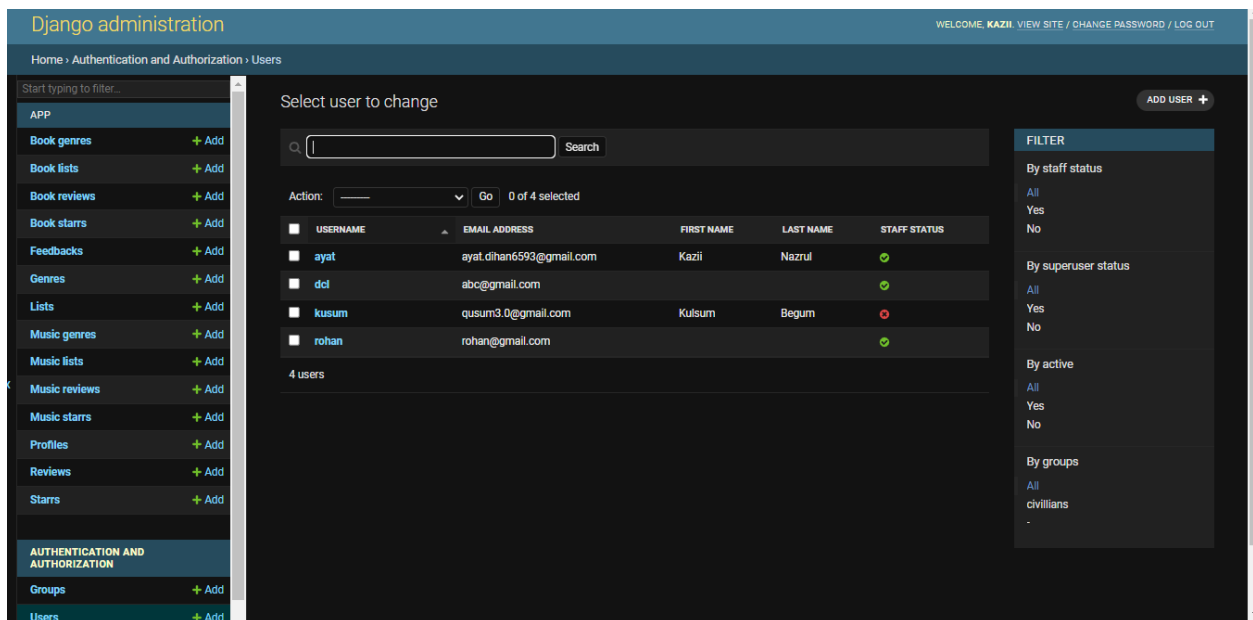 Django administration
WELCOME, KAZII. VIEW SITE / CHANGE PASSWORD / LOG OUT
Home › Authentication and Authorization › Users
Start typing to filter...
APP
Book genres + Add
Book lists + Add
Book reviews + Add
Book starrs + Add
Feedbacks + Add
Genres + Add
Lists + Add
Music genres + Add
Music lists + Add
Music reviews + Add
Music starrs + Add
Profiles + Add
Reviews + Add
Starrs + Add
AUTHENTICATION AND
AUTHORIZATION
Groups + Add
Users + Add
Select user to change
ADD USER +
Search
Action: -------- Go 0 of 4 selected
USERNAME EMAIL ADDRESS FIRST NAME LAST NAME STAFF STATUS
ayat ayat.dihan6593@gmail.com Kazii Nazrul
dcl abc@gmail.com
kusum qusum3.0@gmail.com Kulsum Begum
rohan rohan@gmail.com
4 users
FILTER
By staff status
All
Yes
No
By superuser status
All
Yes
No
By active
All
Yes
No
By groups
All
civillians
-